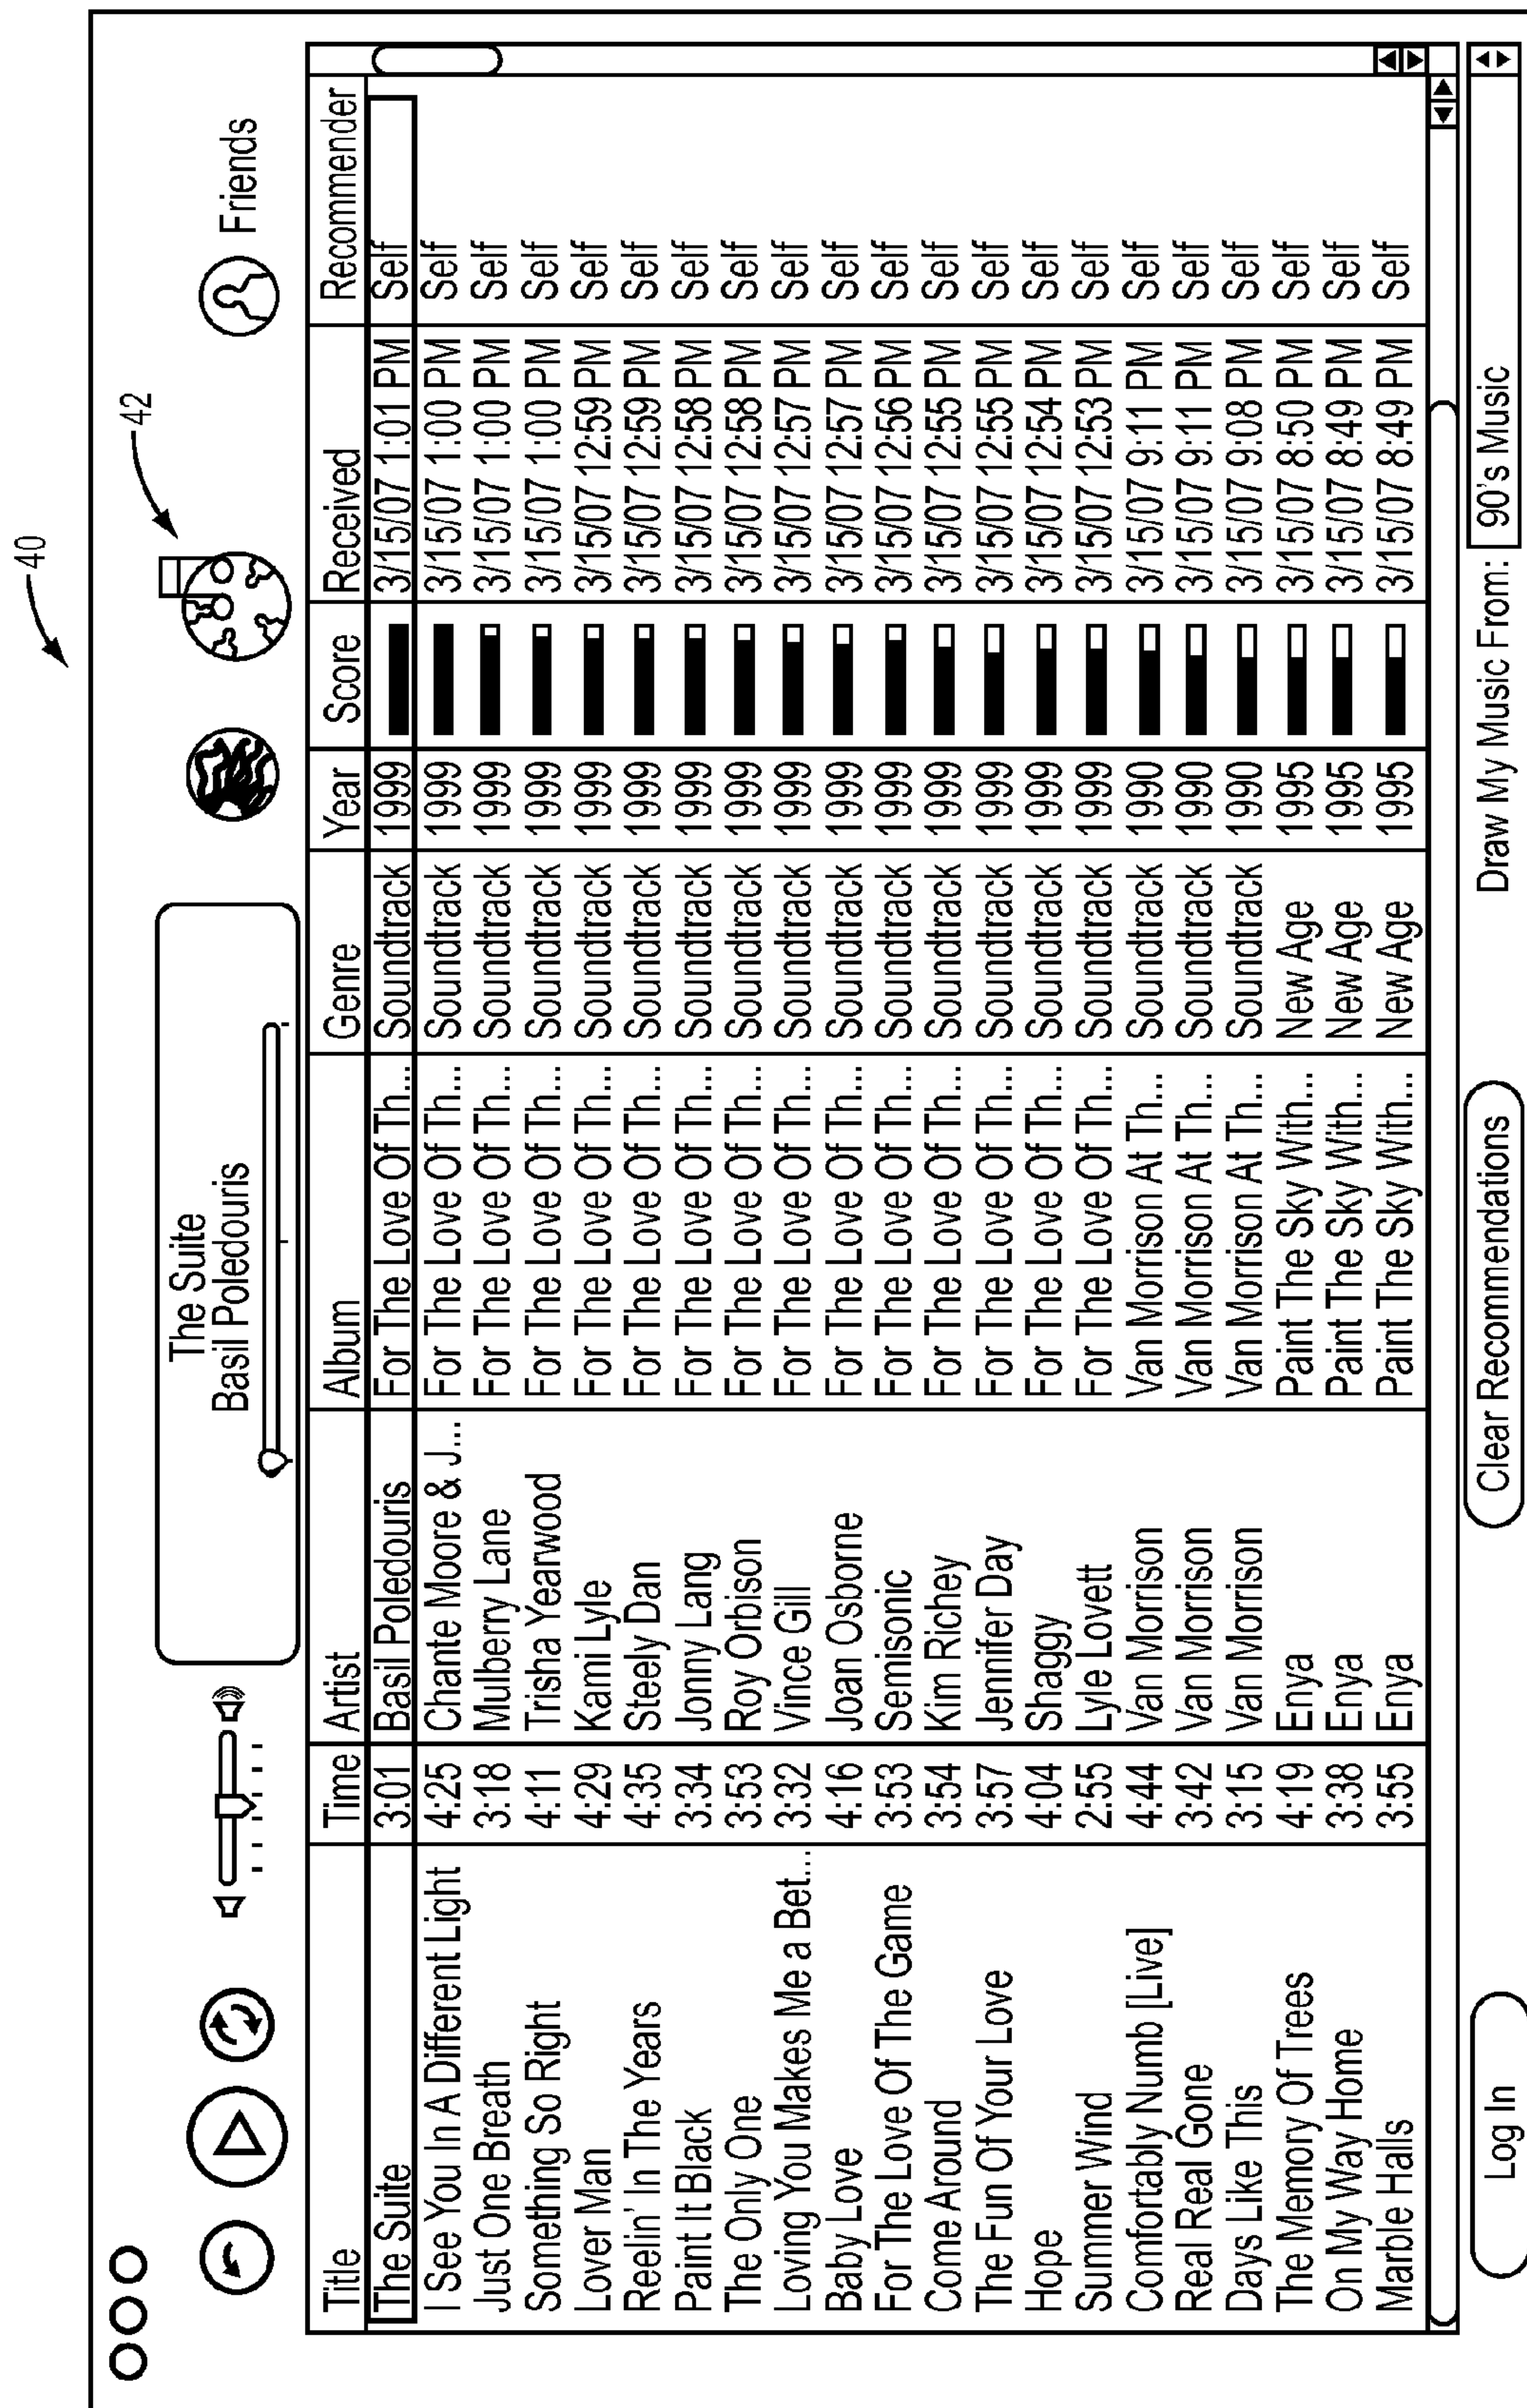 40
42
The Suite
Basil Poledouris
Friends
Title Time Artist Album Genre Year Score Received Recommender
The Suite 3:01 Basil Poledouris For The Love Of Th... Soundtrack 1999 3/15/07 1:01 PM Self
I See You In A Different Light 4:25 Chante Moore & J... For The Love Of Th... Soundtrack 1999 3/15/07 1:00 PM Self
Just One Breath 3:18 Mulberry Lane For The Love Of Th... Soundtrack 1999 3/15/07 1:00 PM Self
Something So Right 4:11 Trisha Yearwood For The Love Of Th... Soundtrack 1999 3/15/07 1:00 PM Self
Lover Man 4:29 Kami Lyle For The Love Of Th... Soundtrack 1999 3/15/07 12:59 PM Self
Reelin' In The Years 4:35 Steely Dan For The Love Of Th... Soundtrack 1999 3/15/07 12:59 PM Self
Paint It Black 3:34 Jonny Lang For The Love Of Th... Soundtrack 1999 3/15/07 12:58 PM Self
The Only One 3:53 Roy Orbison For The Love Of Th... Soundtrack 1999 3/15/07 12:58 PM Self
Loving You Makes Me a Bet... 3:32 Vince Gill For The Love Of Th... Soundtrack 1999 3/15/07 12:57 PM Self
Baby Love 4:16 Joan Osborne For The Love Of Th... Soundtrack 1999 3/15/07 12:57 PM Self
For The Love Of The Game 3:53 Semisonic For The Love Of Th... Soundtrack 1999 3/15/07 12:56 PM Self
Come Around 3:54 Kim Richey For The Love Of Th... Soundtrack 1999 3/15/07 12:55 PM Self
The Fun Of Your Love 3:57 Jennifer Day For The Love Of Th... Soundtrack 1999 3/15/07 12:55 PM Self
Hope 4:04 Shaggy For The Love Of Th... Soundtrack 1999 3/15/07 12:54 PM Self
Summer Wind 2:55 Lyle Lovett For The Love Of Th... Soundtrack 1999 3/15/07 12:53 PM Self
Comfortably Numb [Live] 4:44 Van Morrison Van Morrison At Th... Soundtrack 1990 3/15/07 9:11 PM Self
Real Real Gone 3:42 Van Morrison Van Morrison At Th... Soundtrack 1990 3/15/07 9:11 PM Self
Days Like This 3:15 Van Morrison Van Morrison At Th... Soundtrack 1990 3/15/07 9:08 PM Self
The Memory Of Trees 4:19 Enya Paint The Sky With... New Age 1995 3/15/07 8:50 PM Self
On My Way Home 3:38 Enya Paint The Sky With... New Age 1995 3/15/07 8:49 PM Self
Marble Halls 3:55 Enya Paint The Sky With... New Age 1995 3/15/07 8:49 PM Self
Log In Clear Recommendations Draw My Music From: 90's Music